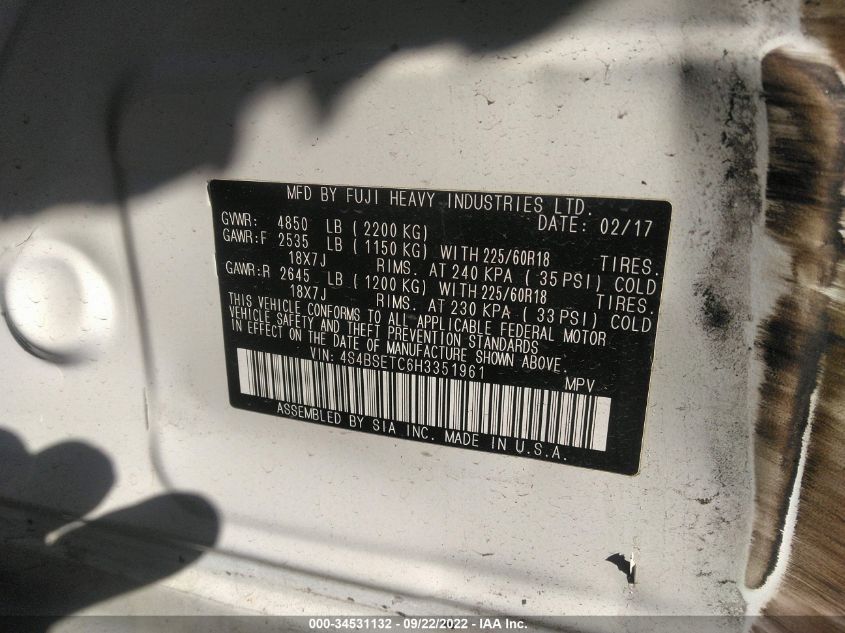 MFD BY FUJI HEAVY INDUSTRIES LTD.
GVWR: 4850 LB ( 2200 KG) DATE: 02/17
GAWR:F 2535 LB ( 1150 KG) WITH 225/60R18 TIRES.
18X7J RIMS. AT 240 KPA ( 35 PSI) COLD
GAWR:R 2645 LB ( 1200 KG) WITH 225/60R18 TIRES.
18X7J RIMS. AT 230 KPA ( 33 PSI) COLD
THIS VEHICLE CONFORMS TO ALL APPLICABLE FEDERAL MOTOR
VEHICLE SAFETY AND THEFT PREVENTION STANDARDS
IN EFFECT ON THE DATE OF MANUFACTURE SHOWN ABOVE.
VIN: 4S4BSETC6H3351961 MPV
ASSEMBLED BY SIA INC. MADE IN U.S.A.
000-34531132 - 09/22/2022 - IAA Inc.